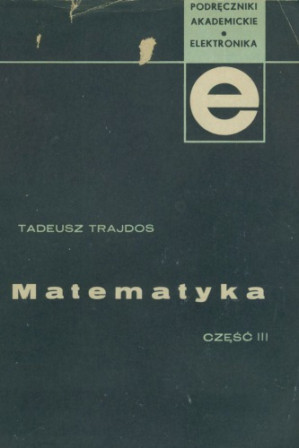 PODRĘCZNIKI
AKADEMICKIE
•
ELEKTRONIKA
e
TADEUSZ TRAJDOS
Matematyka
CZĘŚĆ III